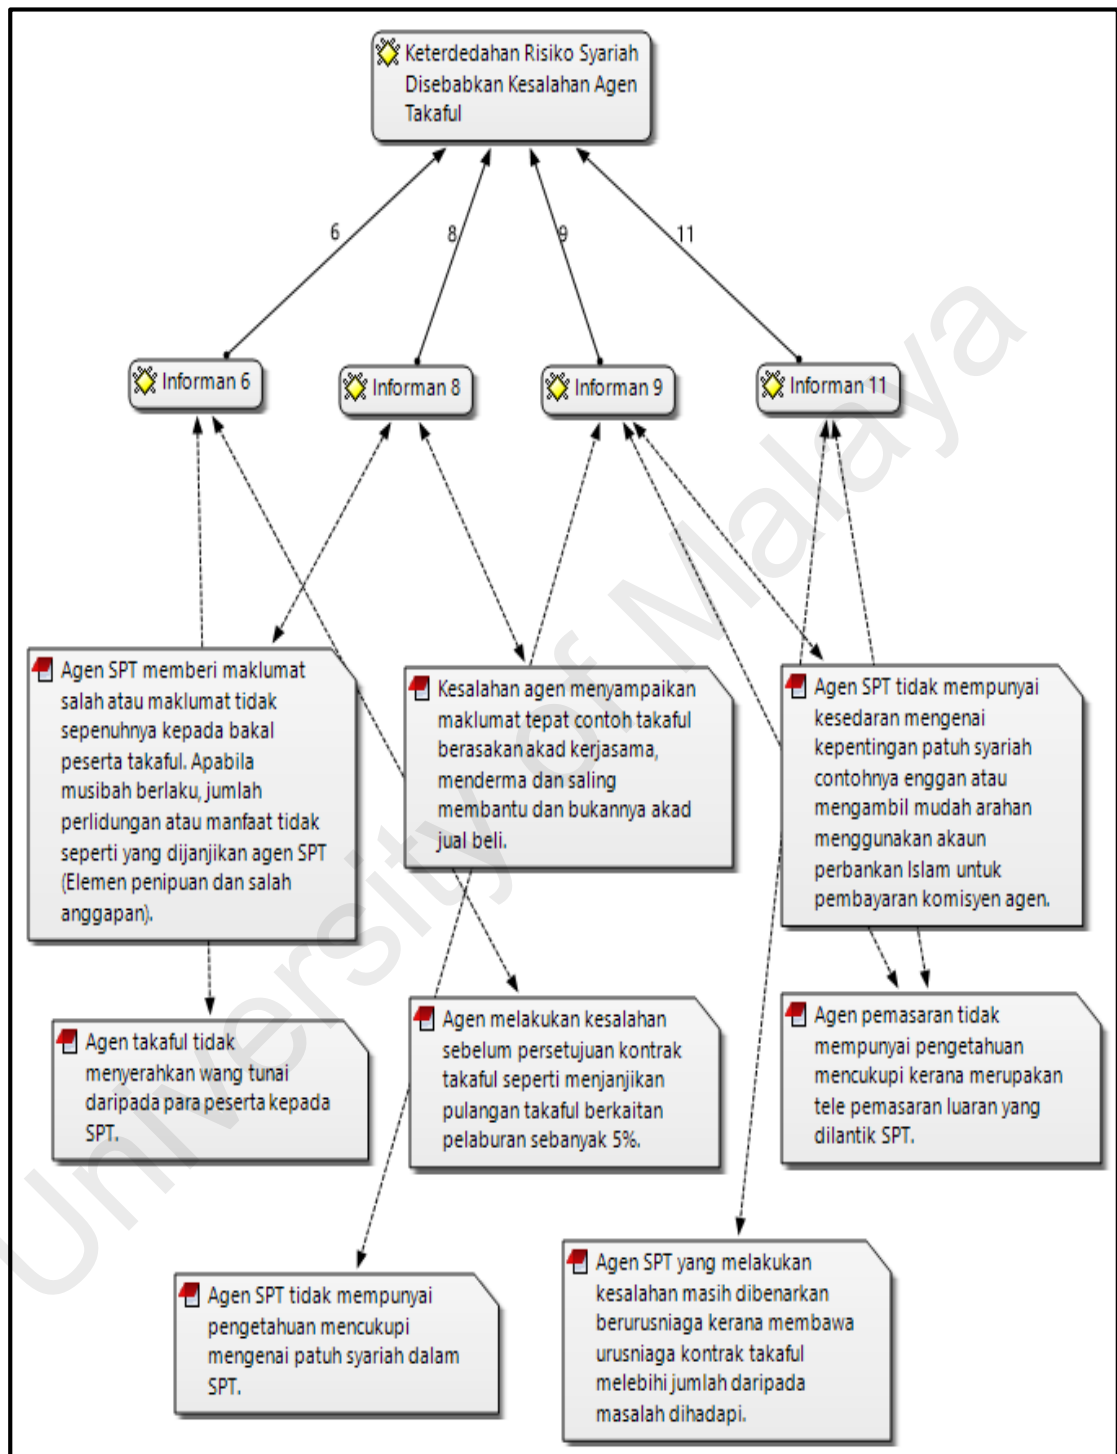 Keterdedahan Risiko Syariah
Disebabkan Kesalahan Agen
Takaful
6
8
9
11
Informan 6
Informan 8
Informan 9
Informan 11
Agen SPT memberi maklumat
salah atau maklumat tidak
sepenuhnya kepada bakal
peserta takaful. Apabila
musibah berlaku, jumlah
perlidungan atau manfaat tidak
seperti yang dijanjikan agen SPT
(Elemen penipuan dan salah
anggapan).
Kesalahan agen menyampaikan
maklumat tepat contoh takaful
berasakan akad kerjasama,
menderma dan saling
membantu dan bukannya akad
jual beli.
Agen SPT tidak mempunyai
kesedaran mengenai
kepentingan patuh syariah
contohnya enggan atau
mengambil mudah arahan
menggunakan akaun
perbankan Islam untuk
pembayaran komisyen agen.
Agen takaful tidak
menyerahkan wang tunai
daripada para peserta kepada
SPT.
Agen melakukan kesalahan
sebelum persetujuan kontrak
takaful seperti menjanjikan
pulangan takaful berkaitan
pelaburan sebanyak 5%.
Agen pemasaran tidak
mempunyai pengetahuan
mencukupi kerana merupakan
tele pemasaran luaran yang
dilantik SPT.
Agen SPT tidak mempunyai
pengetahuan mencukupi
mengenai patuh syariah dalam
SPT.
Agen SPT yang melakukan
kesalahan masih dibenarkan
berurusniaga kerana membawa
urusniaga kontrak takaful
melebihi jumlah daripada
masalah dihadapi.
University of Malaya